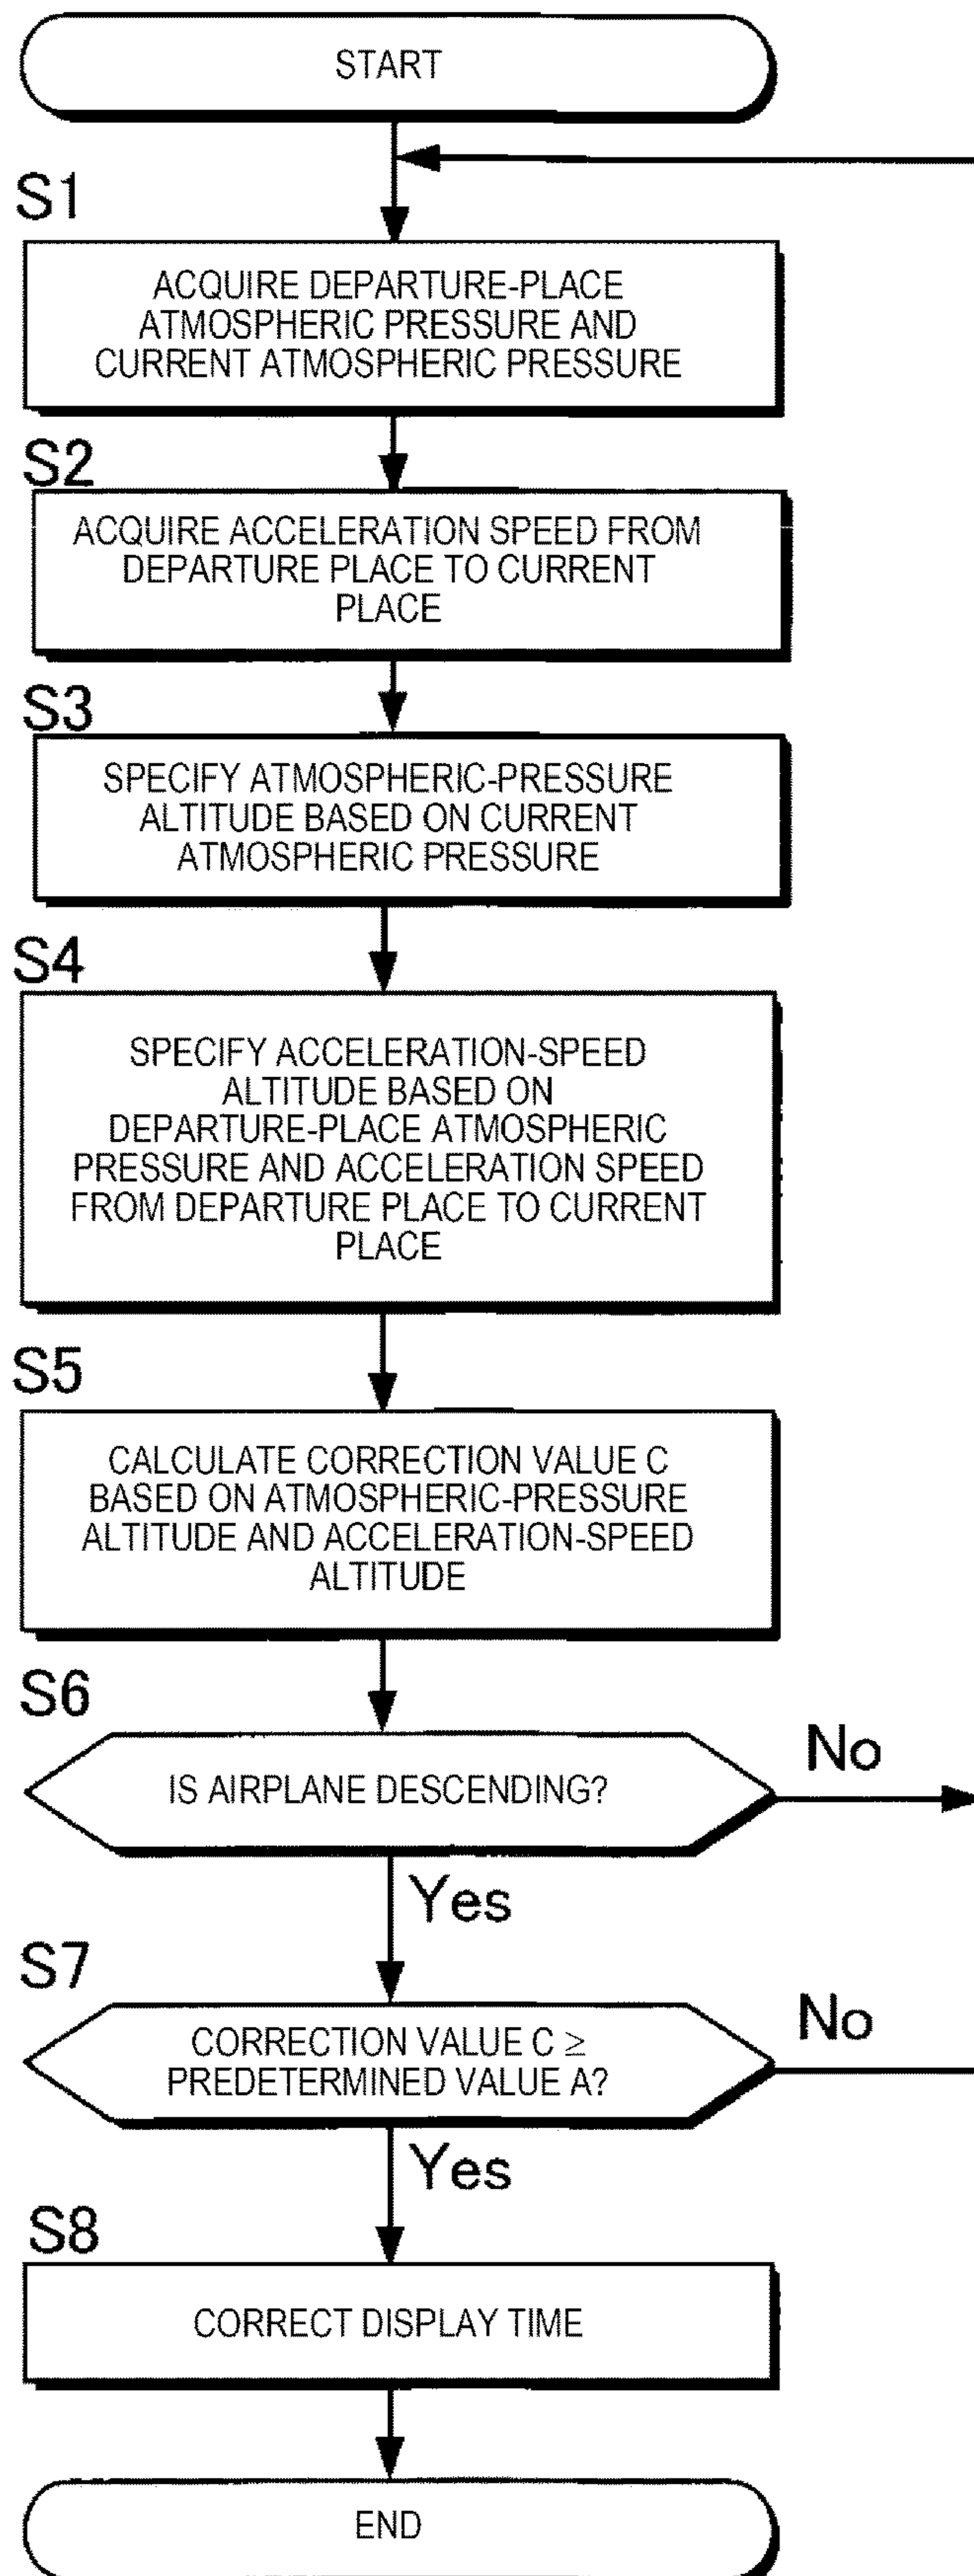 START
S1
ACQUIRE DEPARTURE-PLACE
ATMOSPHERIC PRESSURE AND
CURRENT ATMOSPHERIC PRESSURE
S2
ACQUIRE ACCELERATION SPEED FROM
DEPARTURE PLACE TO CURRENT
PLACE
S3
SPECIFY ATMOSPHERIC-PRESSURE
ALTITUDE BASED ON CURRENT
ATMOSPHERIC PRESSURE
S4
SPECIFY ACCELERATION-SPEED
ALTITUDE BASED ON
DEPARTURE-PLACE ATMOSPHERIC
PRESSURE AND ACCELERATION SPEED
FROM DEPARTURE PLACE TO CURRENT
PLACE
S5
CALCULATE CORRECTION VALUE C
BASED ON ATMOSPHERIC-PRESSURE
ALTITUDE AND ACCELERATION-SPEED
ALTITUDE
S6
IS AIRPLANE DESCENDING?
No
Yes
S7
CORRECTION VALUE C ≥
PREDETERMINED VALUE A?
No
Yes
S8
CORRECT DISPLAY TIME
END